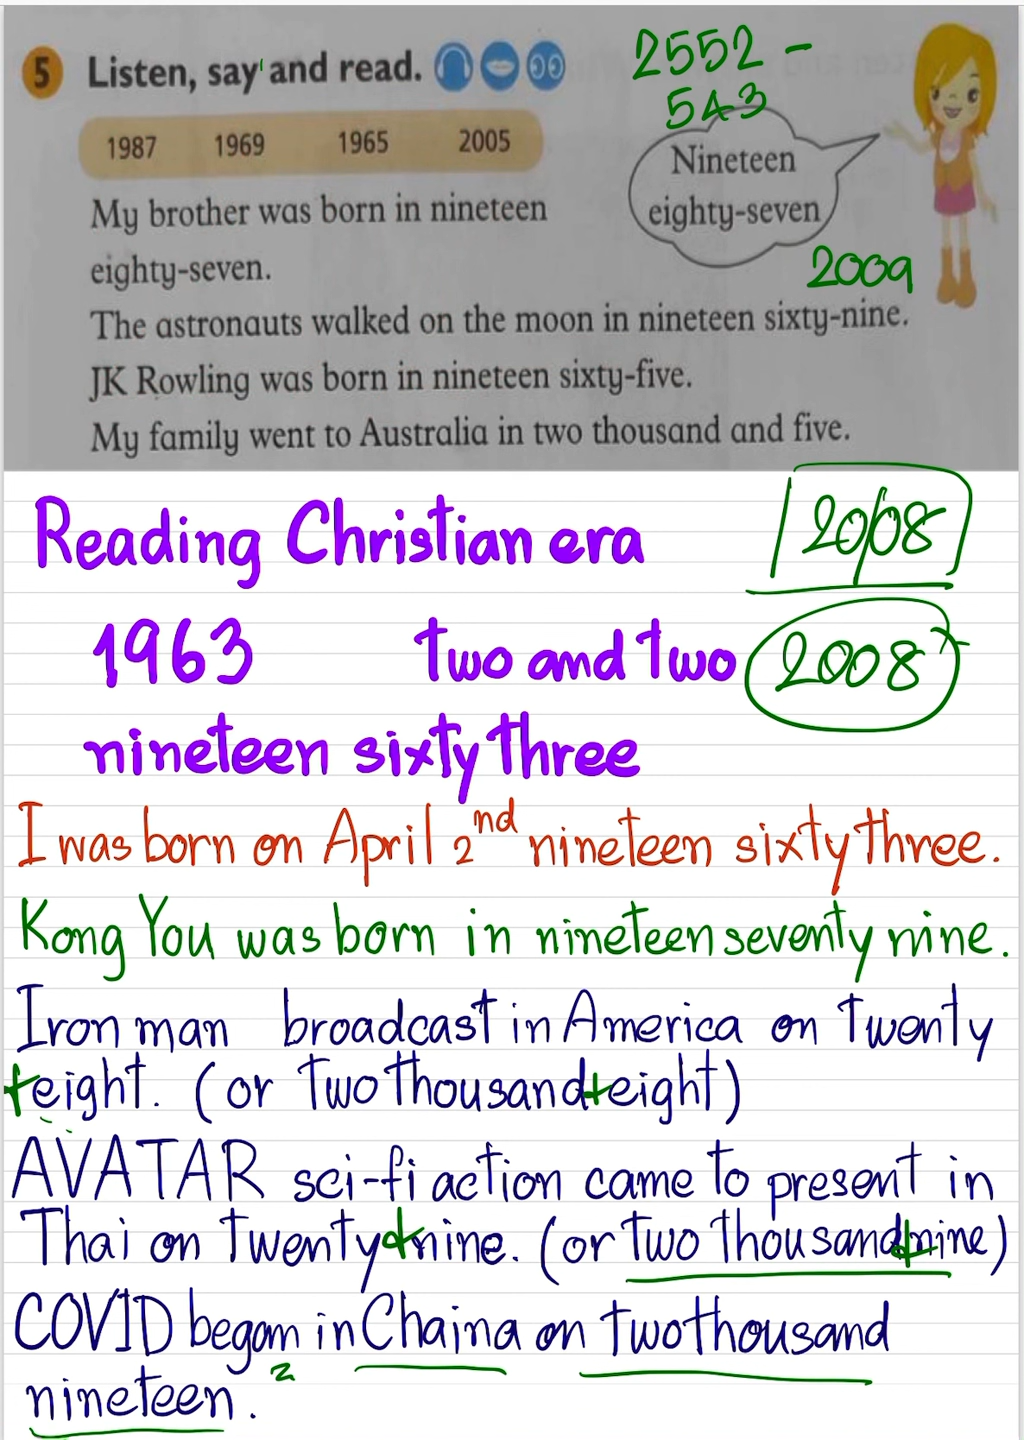 5 Listen, say and read.
2552 -
543
1987 1969 1965 2005
Nineteen
eighty-seven
My brother was born in nineteen
eighty-seven.
2009
The astronauts walked on the moon in nineteen sixty-nine.
JK Rowling was born in nineteen sixty-five.
My family went to Australia in two thousand and five.
Reading Christian era
20/08
1963 two and two
2008
nineteen sixty three
I was born on April 2nd nineteen sixty three.
Kong You was born in nineteen seventy nine.
Iron man broadcast in America on twenty
+eight. (or two thousand+eight)
AVATAR sci-fi action came to present in
Thai on twenty+nine. (or two thousand+nine)
COVID began in Chaina on two thousand
2
nineteen.